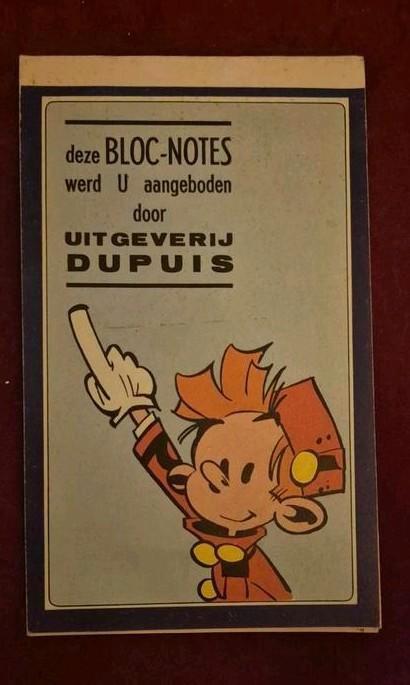 deze BLOC-NOTES
werd U aangeboden
door
UITGEVERIJ
DUPUIS